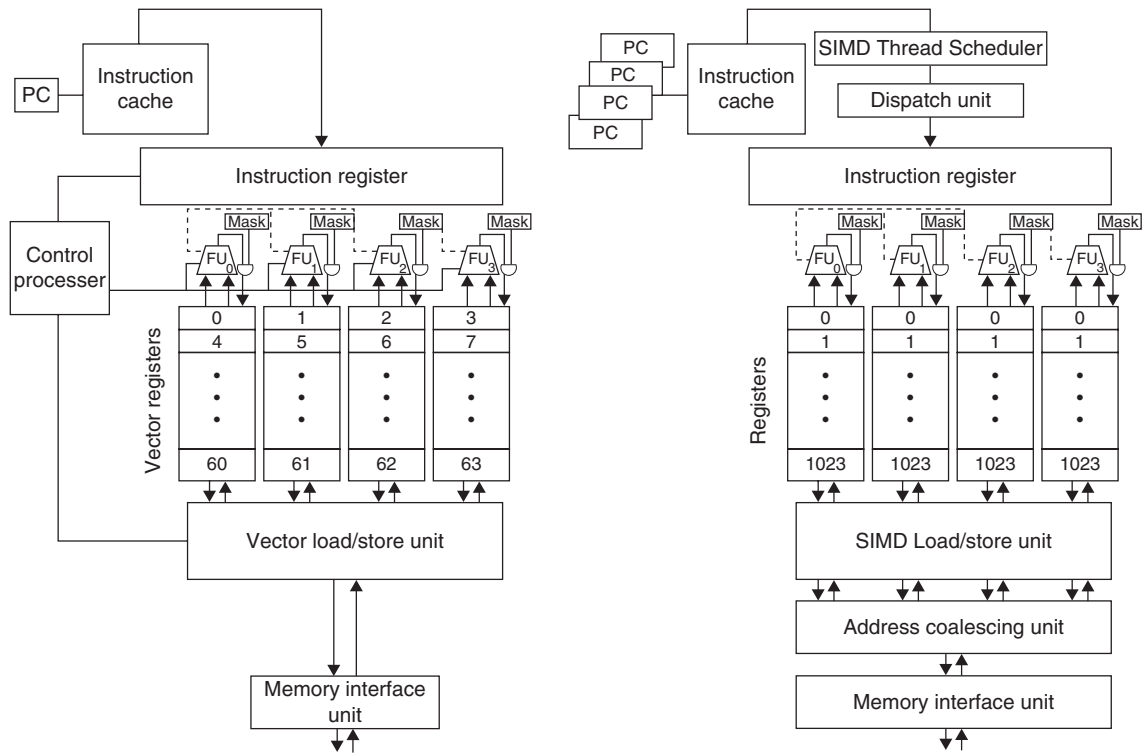 PC
Instruction
cache
Instruction register
Control
processer
Mask
Mask
Mask
Mask
FU0
FU1
FU2
FU3
Vector registers
0 1 2 3
4 5 6 7
60 61 62 63
Vector load/store unit
Memory interface
unit
PC
PC
PC
PC
Instruction
cache
SIMD Thread Scheduler
Dispatch unit
Instruction register
Mask
Mask
Mask
Mask
FU0
FU1
FU2
FU3
Registers
0 0 0 0
1 1 1 1
1023 1023 1023 1023
SIMD Load/store unit
Address coalescing unit
Memory interface unit